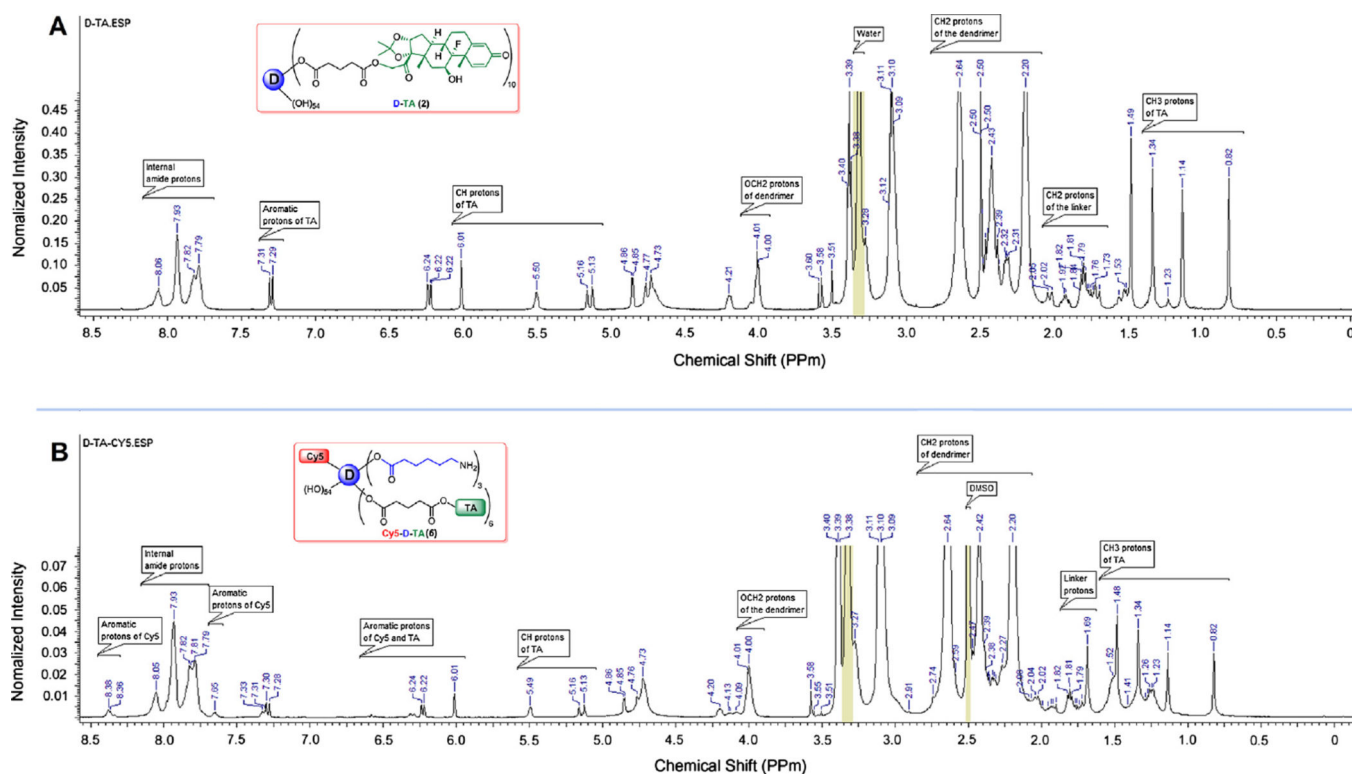 A
D-TA.ESP
O
O
O
O
O
O
O
H
F
H
H
OH
O
10
D
(OH)54
D-TA (2)
Water
CH2 protons
of the dendrimer
CH3 protons
of TA
CH2 protons
of the linker
OCH2 protons
of dendrimer
CH protons
of TA
Aromatic
protons of TA
Internal
amide protons
8.06
7.93
7.82
7.79
7.31
7.29
6.24
6.22
6.22
6.01
5.50
5.16
5.13
4.86
4.85
4.77
4.73
4.21
4.01
4.00
3.60
3.58
3.51
3.40
3.39
3.38
3.28
3.12
3.11
3.10
3.09
2.64
2.50
2.50
2.50
2.43
2.39
2.32
2.31
2.20
2.05
2.02
1.92
1.82
1.84
1.81
1.79
1.76
1.73
1.53
1.49
1.34
1.23
1.14
0.82
Nomalized Intensity
0.45
0.40
0.35
0.30
0.25
0.20
0.15
0.10
0.05
8.5 8.0 7.5 7.0 6.5 6.0 5.5 5.0 4.5 4.0 3.5 3.0 2.5 2.0 1.5 1.0 0.5 0
Chemical Shift (PPm)
B
D-TA-CY5.ESP
Cy5
D
(HO)54
O
O
NH2
3
O
O
O
O
TA
6
Cy5-D-TA(6)
CH2 protons
of dendrimer
DMSO
CH3 protons
of TA
Linker
protons
OCH2 protons
of the dendrimer
CH protons
of TA
Aromatic protons
of Cy5 and TA
Internal
amide protons
Aromatic
protons of Cy5
Aromatic
protons of Cy5
8.38
8.36
8.05
7.93
7.82
7.81
7.79
7.65
7.33
7.31
7.30
7.28
6.24
6.22
6.01
5.49
5.16
5.13
4.86
4.85
4.76
4.73
4.20
4.13
4.09
4.01
4.00
3.58
3.55
3.51
3.40
3.39
3.38
3.27
3.11
3.10
3.09
2.91
2.74
2.64
2.59
2.47
2.42
2.39
2.38
2.27
2.20
2.08
2.04
2.02
1.82
1.81
1.79
1.69
1.52
1.48
1.41
1.34
1.26
1.23
1.14
0.82
Nomalized Intensity
0.07
0.06
0.05
0.04
0.03
0.02
0.01
8.5 8.0 7.5 7.0 6.5 6.0 5.5 5.0 4.5 4.0 3.5 3.0 2.5 2.0 1.5 1.0 0.5 0
Chemical Shift (PPm)